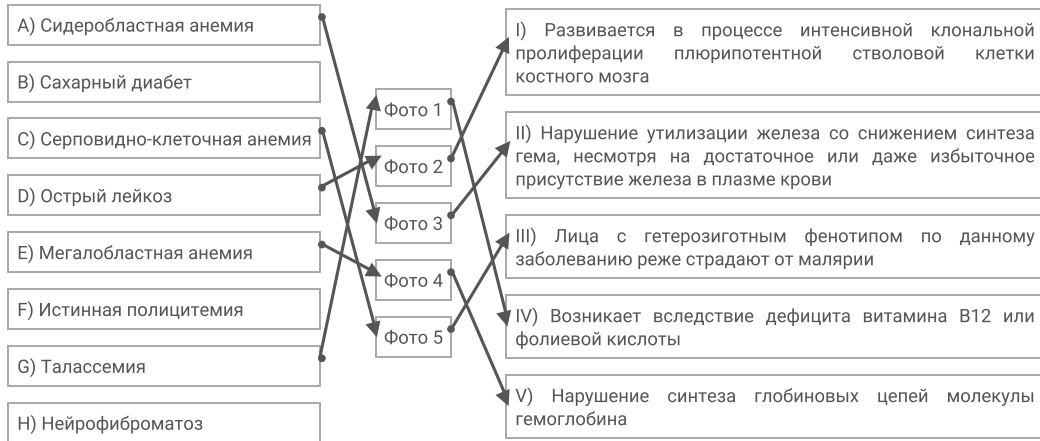 A) Сидеробластная анемия
B) Сахарный диабет
C) Серповидно-клеточная анемия
D) Острый лейкоз
E) Мегалобластная анемия
F) Истинная полицитемия
G) Талассемия
H) Нейрофиброматоз
Фото 1
Фото 2
Фото 3
Фото 4
Фото 5
I) Развивается в процессе интенсивной клональной
пролиферации плюрипотентной стволовой клетки
костного мозга
II) Нарушение утилизации железа со снижением синтеза
гема, несмотря на достаточное или даже избыточное
присутствие железа в плазме крови
III) Лица с гетерозиготным фенотипом по данному
заболеванию реже страдают от малярии
IV) Возникает вследствие дефицита витамина B12 или
фолиевой кислоты
V) Нарушение синтеза глобиновых цепей молекулы
гемоглобина